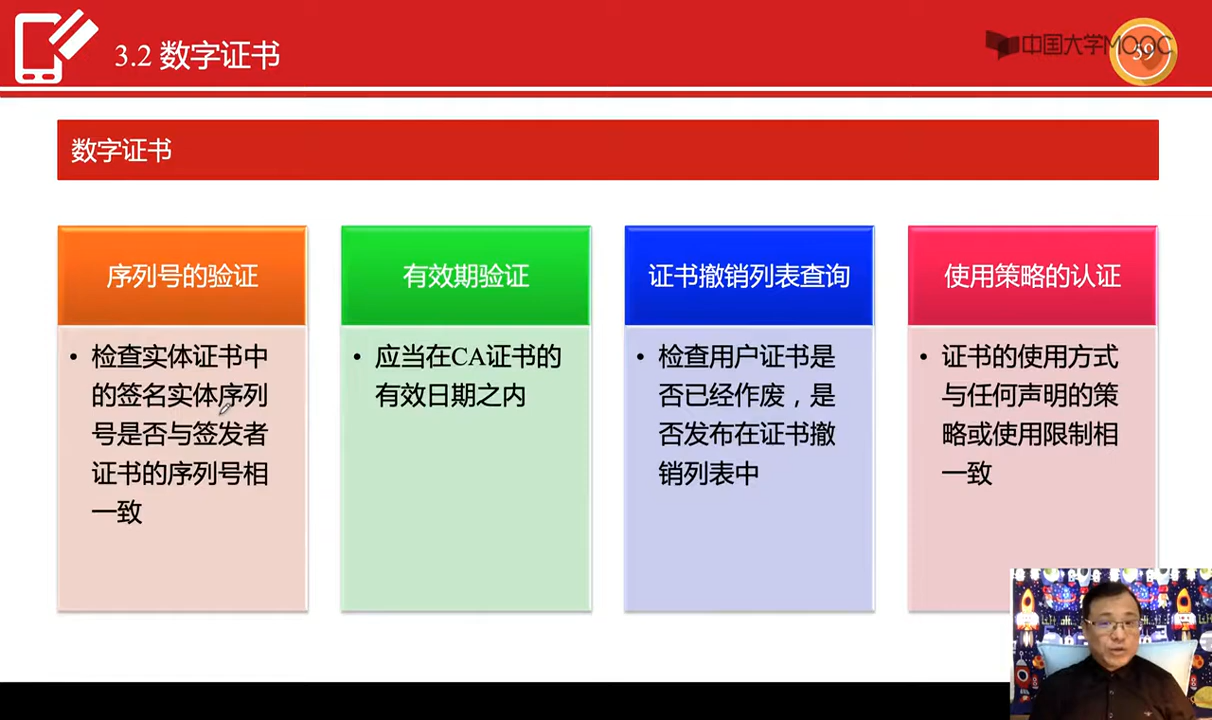 3.2 数字证书
中国大学MOOC
59
数字证书
序列号的验证
有效期验证
证书撤销列表查询
使用策略的认证
• 检查实体证书中
的签名实体序列
号是否与签发者
证书的序列号相
一致
• 应当在CA证书的
有效日期之内
• 检查用户证书是
否已经作废，是
否发布在证书撤
销列表中
• 证书的使用方式
与任何声明的策
略或使用限制相
一致